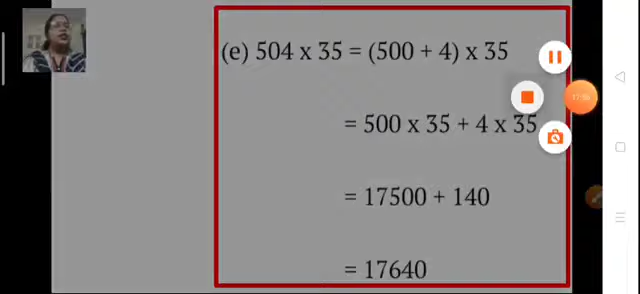 (e) 504 x 35 = (500 + 4) x 35
= 500 x 35 + 4 x 35
= 17500 + 140
= 17640